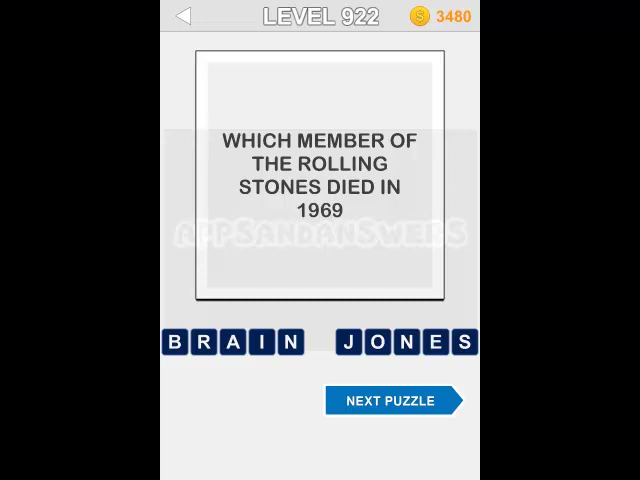 LEVEL 922
3480
WHICH MEMBER OF
THE ROLLING
STONES DIED IN
1969
APPSANDANSWERS
BRAIN JONES
NEXT PUZZLE